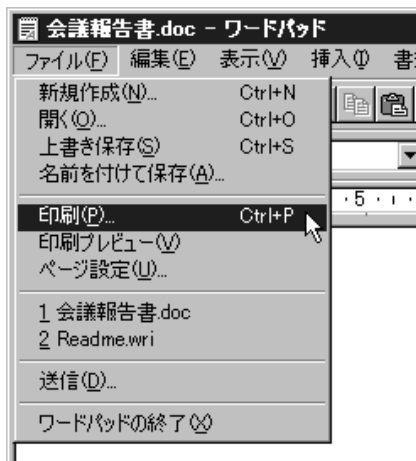 会議報告書.doc - ワードパッド
ファイル(F) 編集(E) 表示(V) 挿入(I) 書
新規作成(N)... Ctrl+N
開く(O)... Ctrl+O
上書き保存(S) Ctrl+S
名前を付けて保存(A)...
印刷(P)... Ctrl+P
印刷プレビュー(V)
ページ設定(U)...
1 会議報告書.doc
2 Readme.wri
送信(D)...
ワードパッドの終了(X)
5